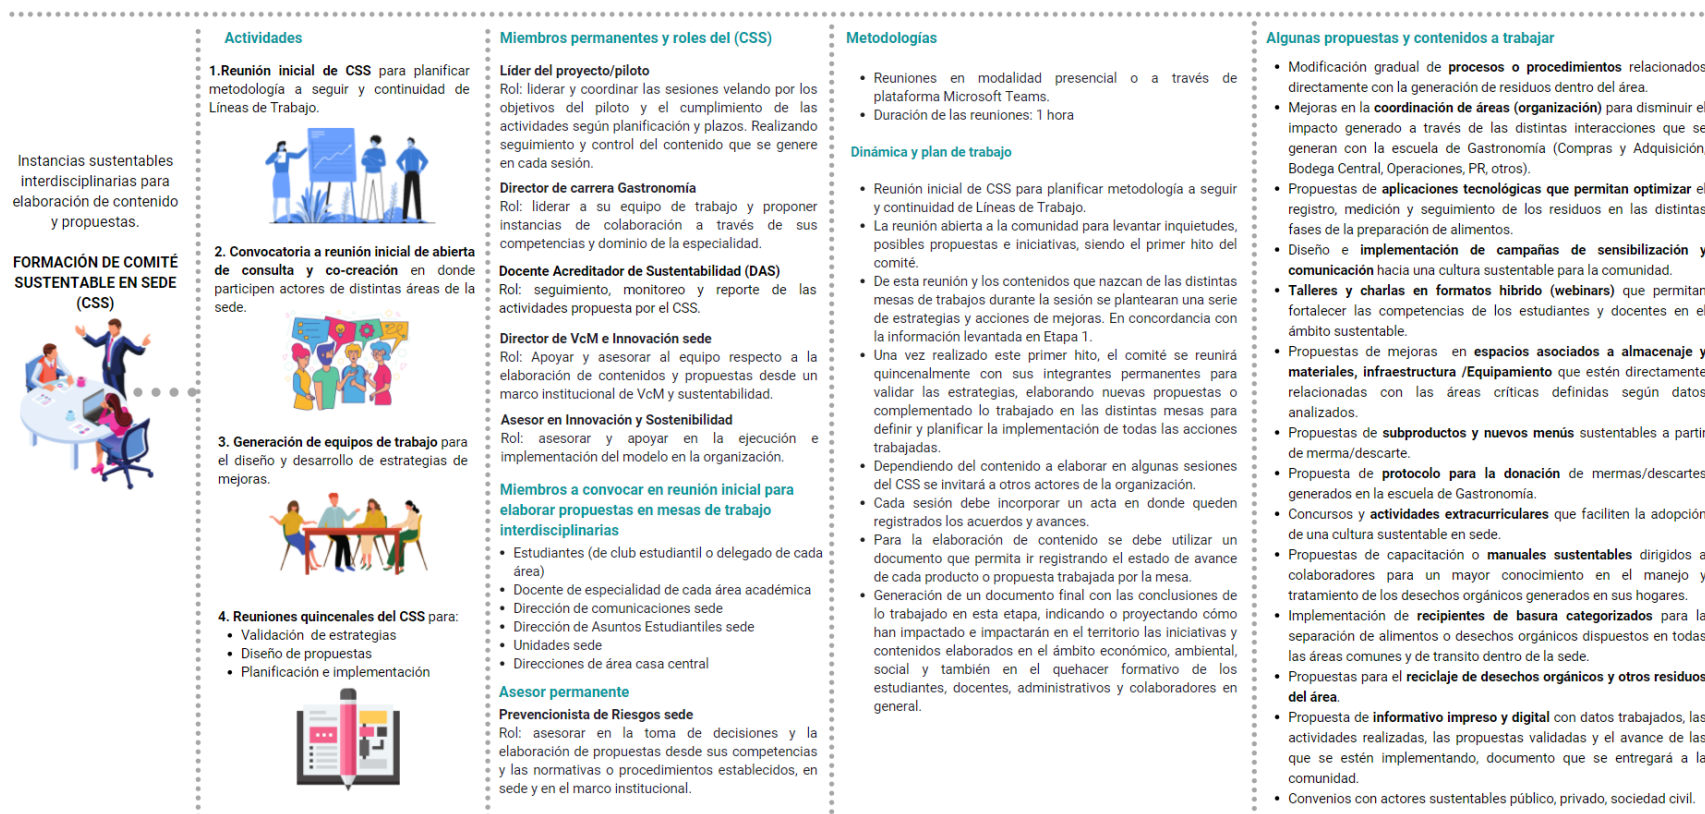 Instancias sustentables
interdisciplinarias para
elaboración de contenido
y propuestas.
FORMACIÓN DE COMITÉ
SUSTENTABLE EN SEDE
(CSS)
Actividades
1.Reunión inicial de CSS para planificar
metodología a seguir y continuidad de
Líneas de Trabajo.
2. Convocatoria a reunión inicial de abierta
de consulta y co-creación en donde
participen actores de distintas áreas de la
sede.
3. Generación de equipos de trabajo para
el diseño y desarrollo de estrategias de
mejoras.
4. Reuniones quincenales del CSS para:
• Validación de estrategias
• Diseño de propuestas
• Planificación e implementación
Miembros permanentes y roles del (CSS)
Líder del proyecto/piloto
Rol: liderar y coordinar las sesiones velando por los
objetivos del piloto y el cumplimiento de las
actividades según planificación y plazos. Realizando
seguimiento y control del contenido que se genere
en cada sesión.
Director de carrera Gastronomía
Rol: liderar a su equipo de trabajo y proponer
instancias de colaboración a través de sus
competencias y dominio de la especialidad.
Docente Acreditador de Sustentabilidad (DAS)
Rol: seguimiento, monitoreo y reporte de las
actividades propuesta por el CSS.
Director de VcM e Innovación sede
Rol: Apoyar y asesorar al equipo respecto a la
elaboración de contenidos y propuestas desde un
marco institucional de VcM y sustentabilidad.
Asesor en Innovación y Sostenibilidad
Rol: asesorar y apoyar en la ejecución e
implementación del modelo en la organización.
Miembros a convocar en reunión inicial para
elaborar propuestas en mesas de trabajo
interdisciplinarias
• Estudiantes (de club estudiantil o delegado de cada
área)
• Docente de especialidad de cada área académica
• Dirección de comunicaciones sede
• Dirección de Asuntos Estudiantiles sede
• Unidades sede
• Direcciones de área casa central
Asesor permanente
Prevencionista de Riesgos sede
Rol: asesorar en la toma de decisiones y la
elaboración de propuestas desde sus competencias
y las normativas o procedimientos establecidos, en
sede y en el marco institucional.
Metodologías
• Reuniones en modalidad presencial o a través de
plataforma Microsoft Teams.
• Duración de las reuniones: 1 hora
Dinámica y plan de trabajo
• Reunión inicial de CSS para planificar metodología a seguir
y continuidad de Líneas de Trabajo.
• La reunión abierta a la comunidad para levantar inquietudes,
posibles propuestas e iniciativas, siendo el primer hito del
comité.
• De esta reunión y los contenidos que nazcan de las distintas
mesas de trabajos durante la sesión se plantearan una serie
de estrategias y acciones de mejoras. En concordancia con
la información levantada en Etapa 1.
• Una vez realizado este primer hito, el comité se reunirá
quincenalmente con sus integrantes permanentes para
validar las estrategias, elaborando nuevas propuestas o
complementado lo trabajado en las distintas mesas para
definir y planificar la implementación de todas las acciones
trabajadas.
• Dependiendo del contenido a elaborar en algunas sesiones
del CSS se invitará a otros actores de la organización.
• Cada sesión debe incorporar un acta en donde queden
registrados los acuerdos y avances.
• Para la elaboración de contenido se debe utilizar un
documento que permita ir registrando el estado de avance
de cada producto o propuesta trabajada por la mesa.
• Generación de un documento final con las conclusiones de
lo trabajado en esta etapa, indicando o proyectando cómo
han impactado e impactarán en el territorio las iniciativas y
contenidos elaborados en el ámbito económico, ambiental,
social y también en el quehacer formativo de los
estudiantes, docentes, administrativos y colaboradores en
general.
Algunas propuestas y contenidos a trabajar
• Modificación gradual de procesos o procedimientos relacionados
directamente con la generación de residuos dentro del área.
• Mejoras en la coordinación de áreas (organización) para disminuir el
impacto generado a través de las distintas interacciones que se
generan con la escuela de Gastronomía (Compras y Adquisición,
Bodega Central, Operaciones, PR, otros).
• Propuestas de aplicaciones tecnológicas que permitan optimizar el
registro, medición y seguimiento de los residuos en las distintas
fases de la preparación de alimentos.
• Diseño e implementación de campañas de sensibilización y
comunicación hacia una cultura sustentable para la comunidad.
• Talleres y charlas en formatos hibrido (webinars) que permitan
fortalecer las competencias de los estudiantes y docentes en el
ámbito sustentable.
• Propuestas de mejoras en espacios asociados a almacenaje y
materiales, infraestructura /Equipamiento que estén directamente
relacionadas con las áreas críticas definidas según datos
analizados.
• Propuestas de subproductos y nuevos menús sustentables a partir
de merma/descarte.
• Propuesta de protocolo para la donación de mermas/descartes
generados en la escuela de Gastronomía.
• Concursos y actividades extracurriculares que faciliten la adopción
de una cultura sustentable en sede.
• Propuestas de capacitación o manuales sustentables dirigidos a
colaboradores para un mayor conocimiento en el manejo y
tratamiento de los desechos orgánicos generados en sus hogares.
• Implementación de recipientes de basura categorizados para la
separación de alimentos o desechos orgánicos dispuestos en todas
las áreas comunes y de transito dentro de la sede.
• Propuestas para el reciclaje de desechos orgánicos y otros residuos
del área.
• Propuesta de informativo impreso y digital con datos trabajados, las
actividades realizadas, las propuestas validadas y el avance de las
que se estén implementando, documento que se entregará a la
comunidad.
• Convenios con actores sustentables público, privado, sociedad civil.